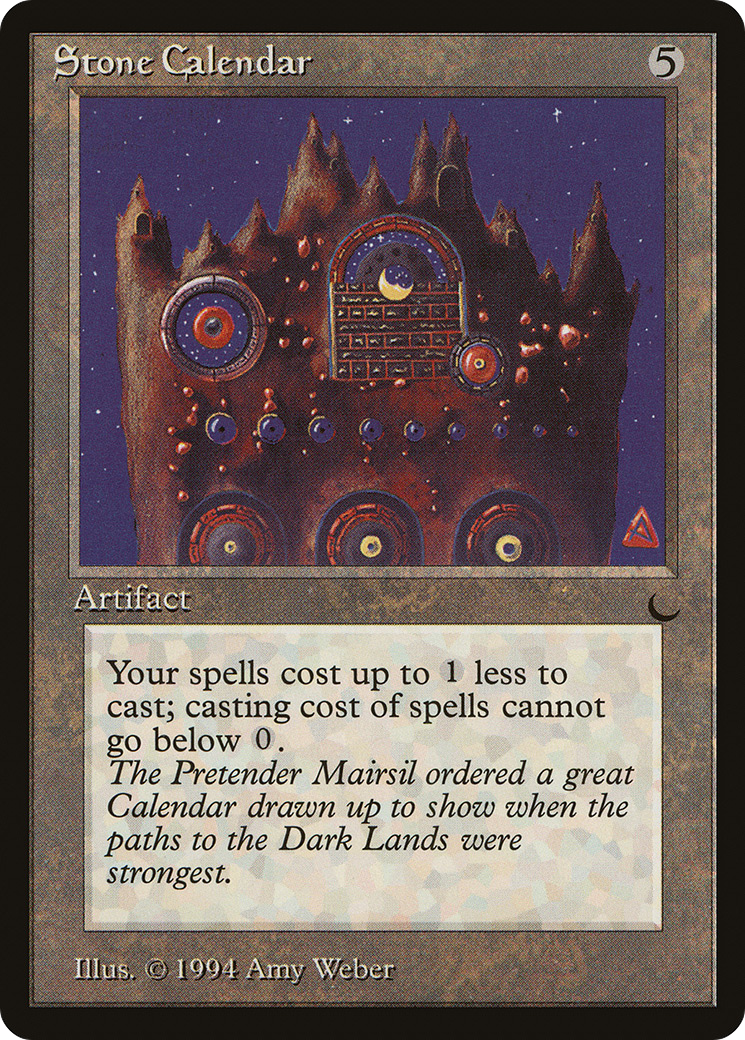 Stone Calendar
5
Artifact
Your spells cost up to 1 less to
cast; casting cost of spells cannot
go below 0.
The Pretender Mairsil ordered a great
Calendar drawn up to show when the
paths to the Dark Lands were
strongest.
Illus. © 1994 Amy Weber